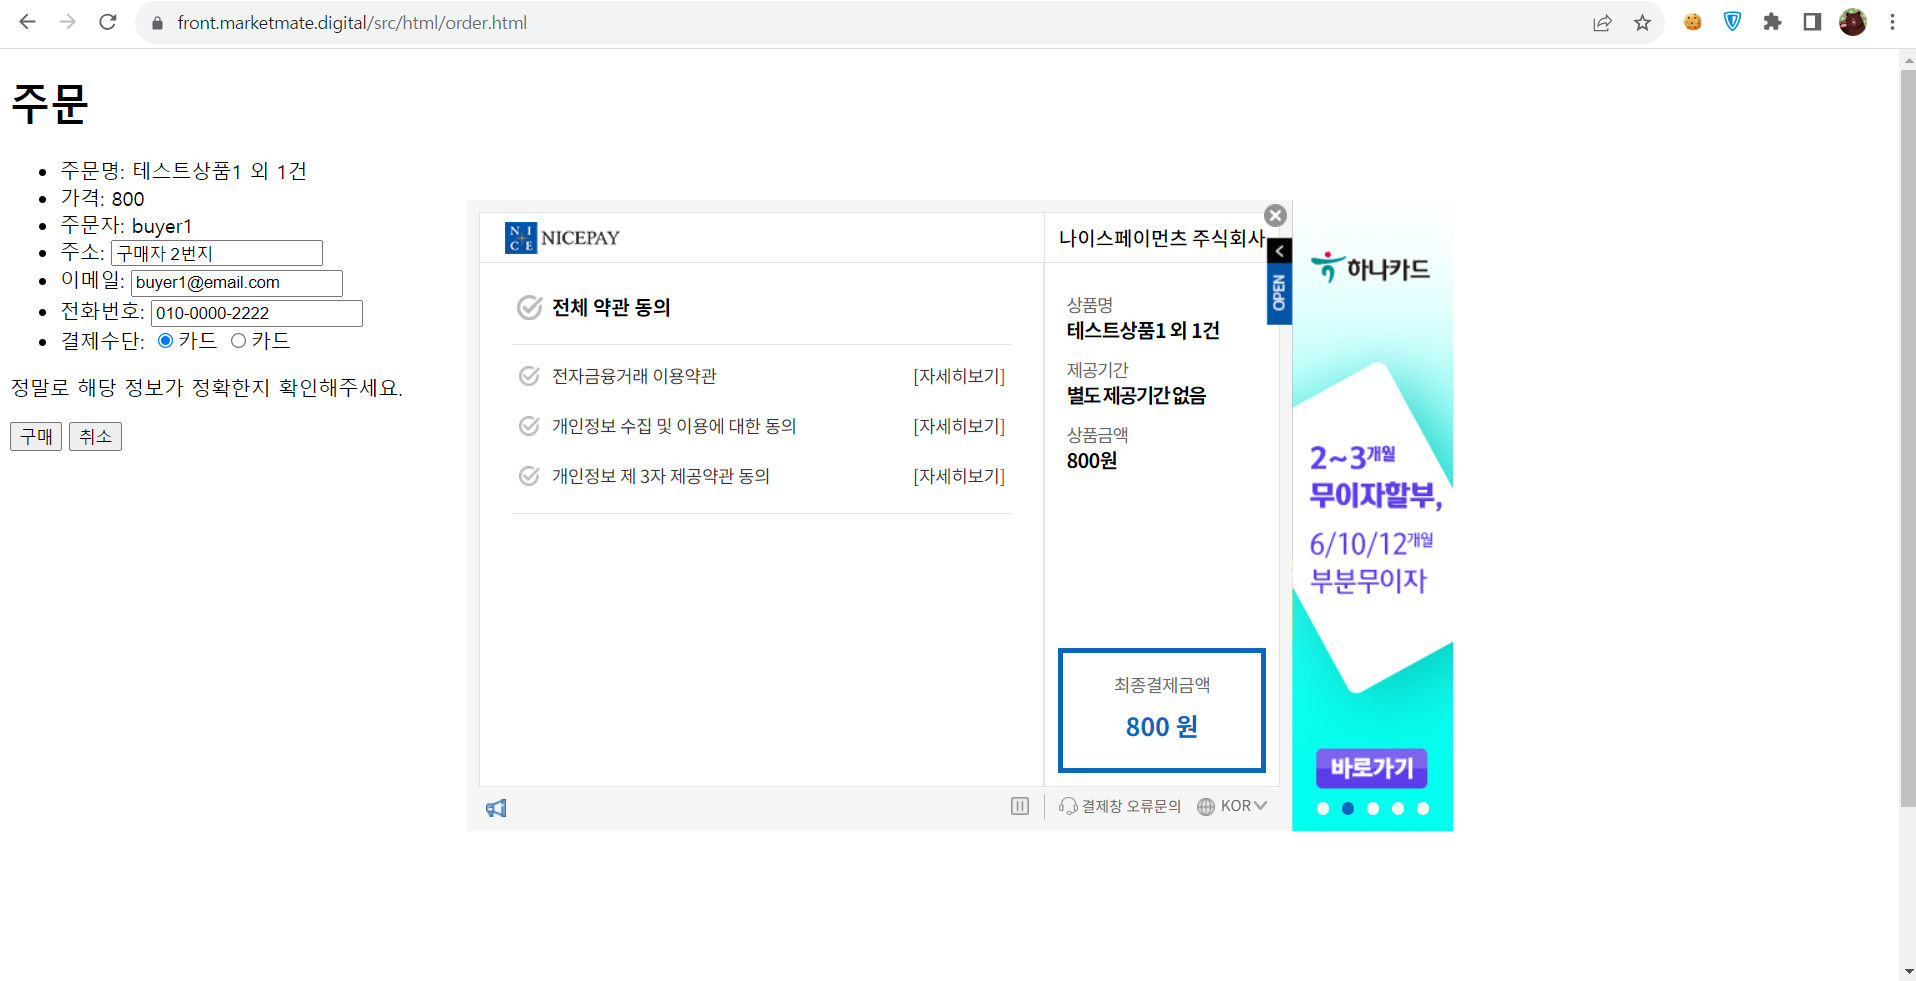 front.marketmate.digital/src/html/order.html
주문
주문명: 테스트상품1 외 1건
가격: 800
주문자: buyer1
주소: 구매자 2번지
이메일: buyer1@email.com
전화번호: 010-0000-2222
결제수단: 카드 카드
정말로 해당 정보가 정확한지 확인해주세요.
구매 취소
NICE NICEPAY
나이스페이먼츠 주식회사
전체 약관 동의
전자금융거래 이용약관 [자세히보기]
개인정보 수집 및 이용에 대한 동의 [자세히보기]
개인정보 제 3자 제공약관 동의 [자세히보기]
상품명
테스트상품1 외 1건
제공기간
별도 제공기간 없음
상품금액
800원
최종결제금액
800 원
결제창 오류문의 KOR
OPEN
하나카드
2~3개월
무이자할부,
6/10/12개월
부분무이자
바로가기